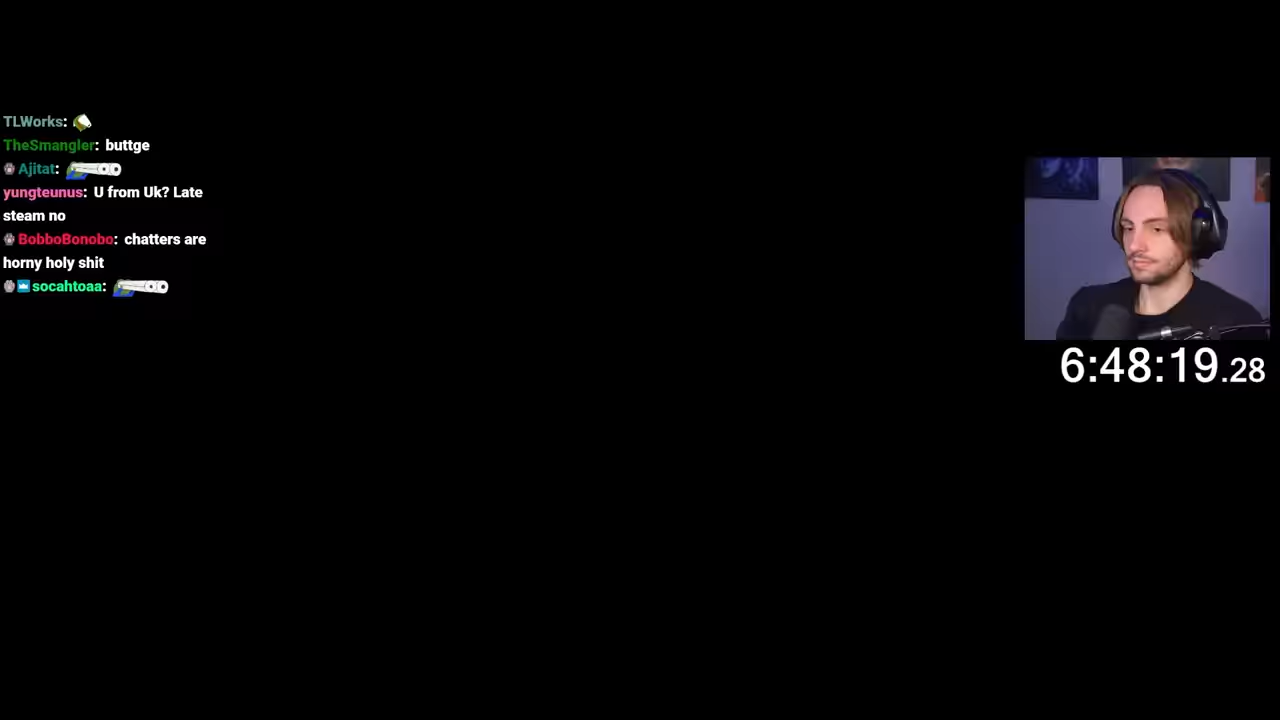 TLWorks:
TheSmangler: buttge
Ajitat:
yungteunus: U from Uk? Late
steam no
BobboBonobo: chatters are
horny holy shit
socahtoaa:
6:48:19.28